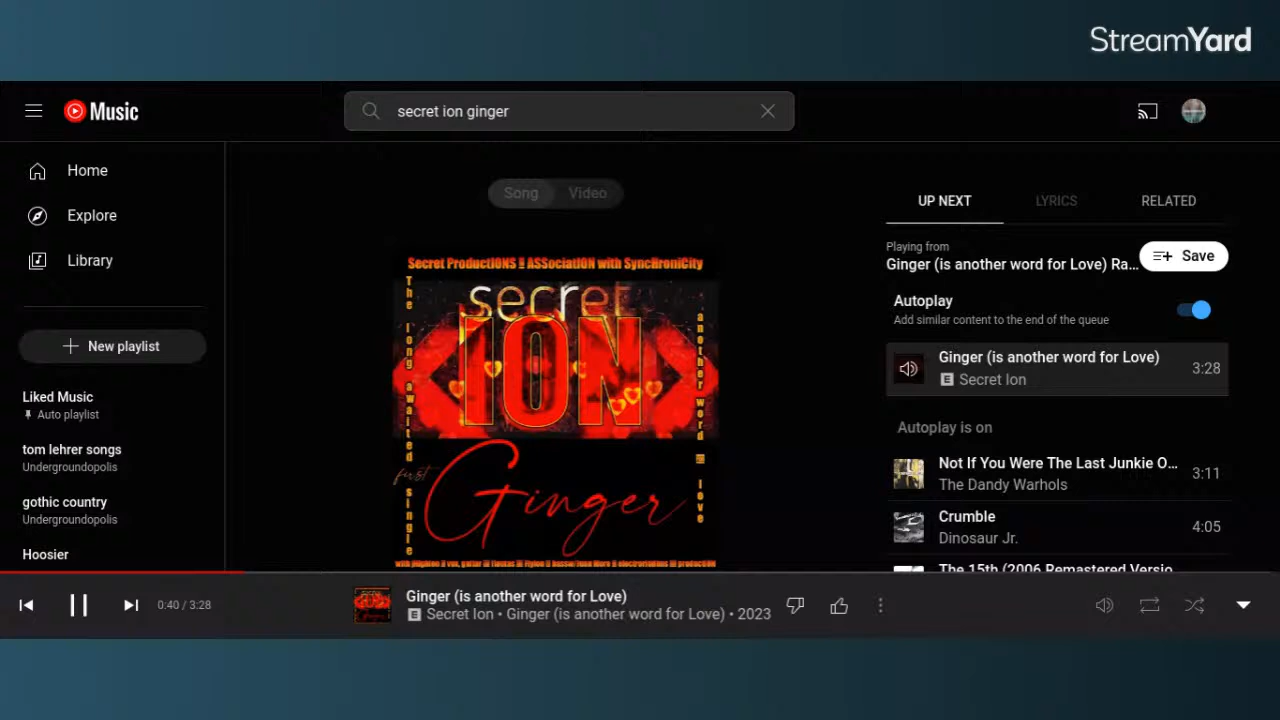 StreamYard
Music
secret ion ginger
Home
Explore
Library
New playlist
Liked Music
Auto playlist
tom lehrer songs
Undergroundopolis
gothic country
Undergroundopolis
Hoosier
Song Video
Secret ProductIONS ASSociatION with SyncHroniCity
The long awaited
first single
secret
ION
Ginger
another word love
UP NEXT LYRICS RELATED
Playing from
Ginger (is another word for Love) Ra...
Save
Autoplay
Add similar content to the end of the queue
Ginger (is another word for Love)
E Secret Ion
3:28
Autoplay is on
Not If You Were The Last Junkie O...
The Dandy Warhols
3:11
Crumble
Dinosaur Jr.
4:05
The 15th (2006 Remastered Versio
0:40 / 3:28
Ginger (is another word for Love)
E Secret Ion • Ginger (is another word for Love) • 2023